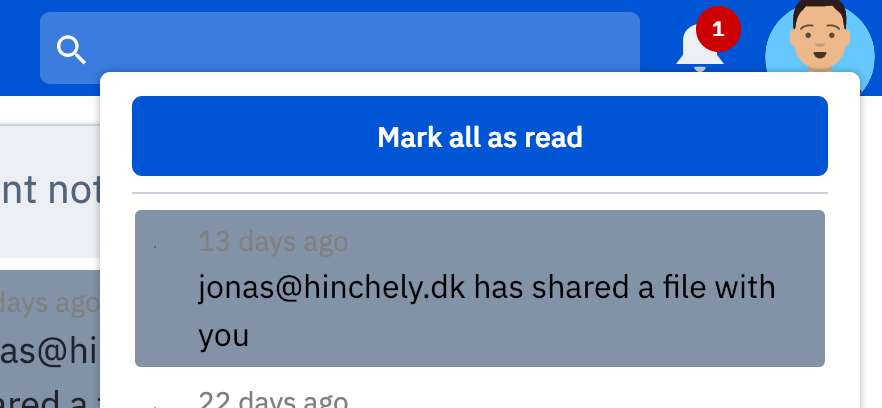 1
Mark all as read
nt not
13 days ago
jonas@hinchely.dk has shared a file with
you
days ago
as@hi
ared a
22 days ago